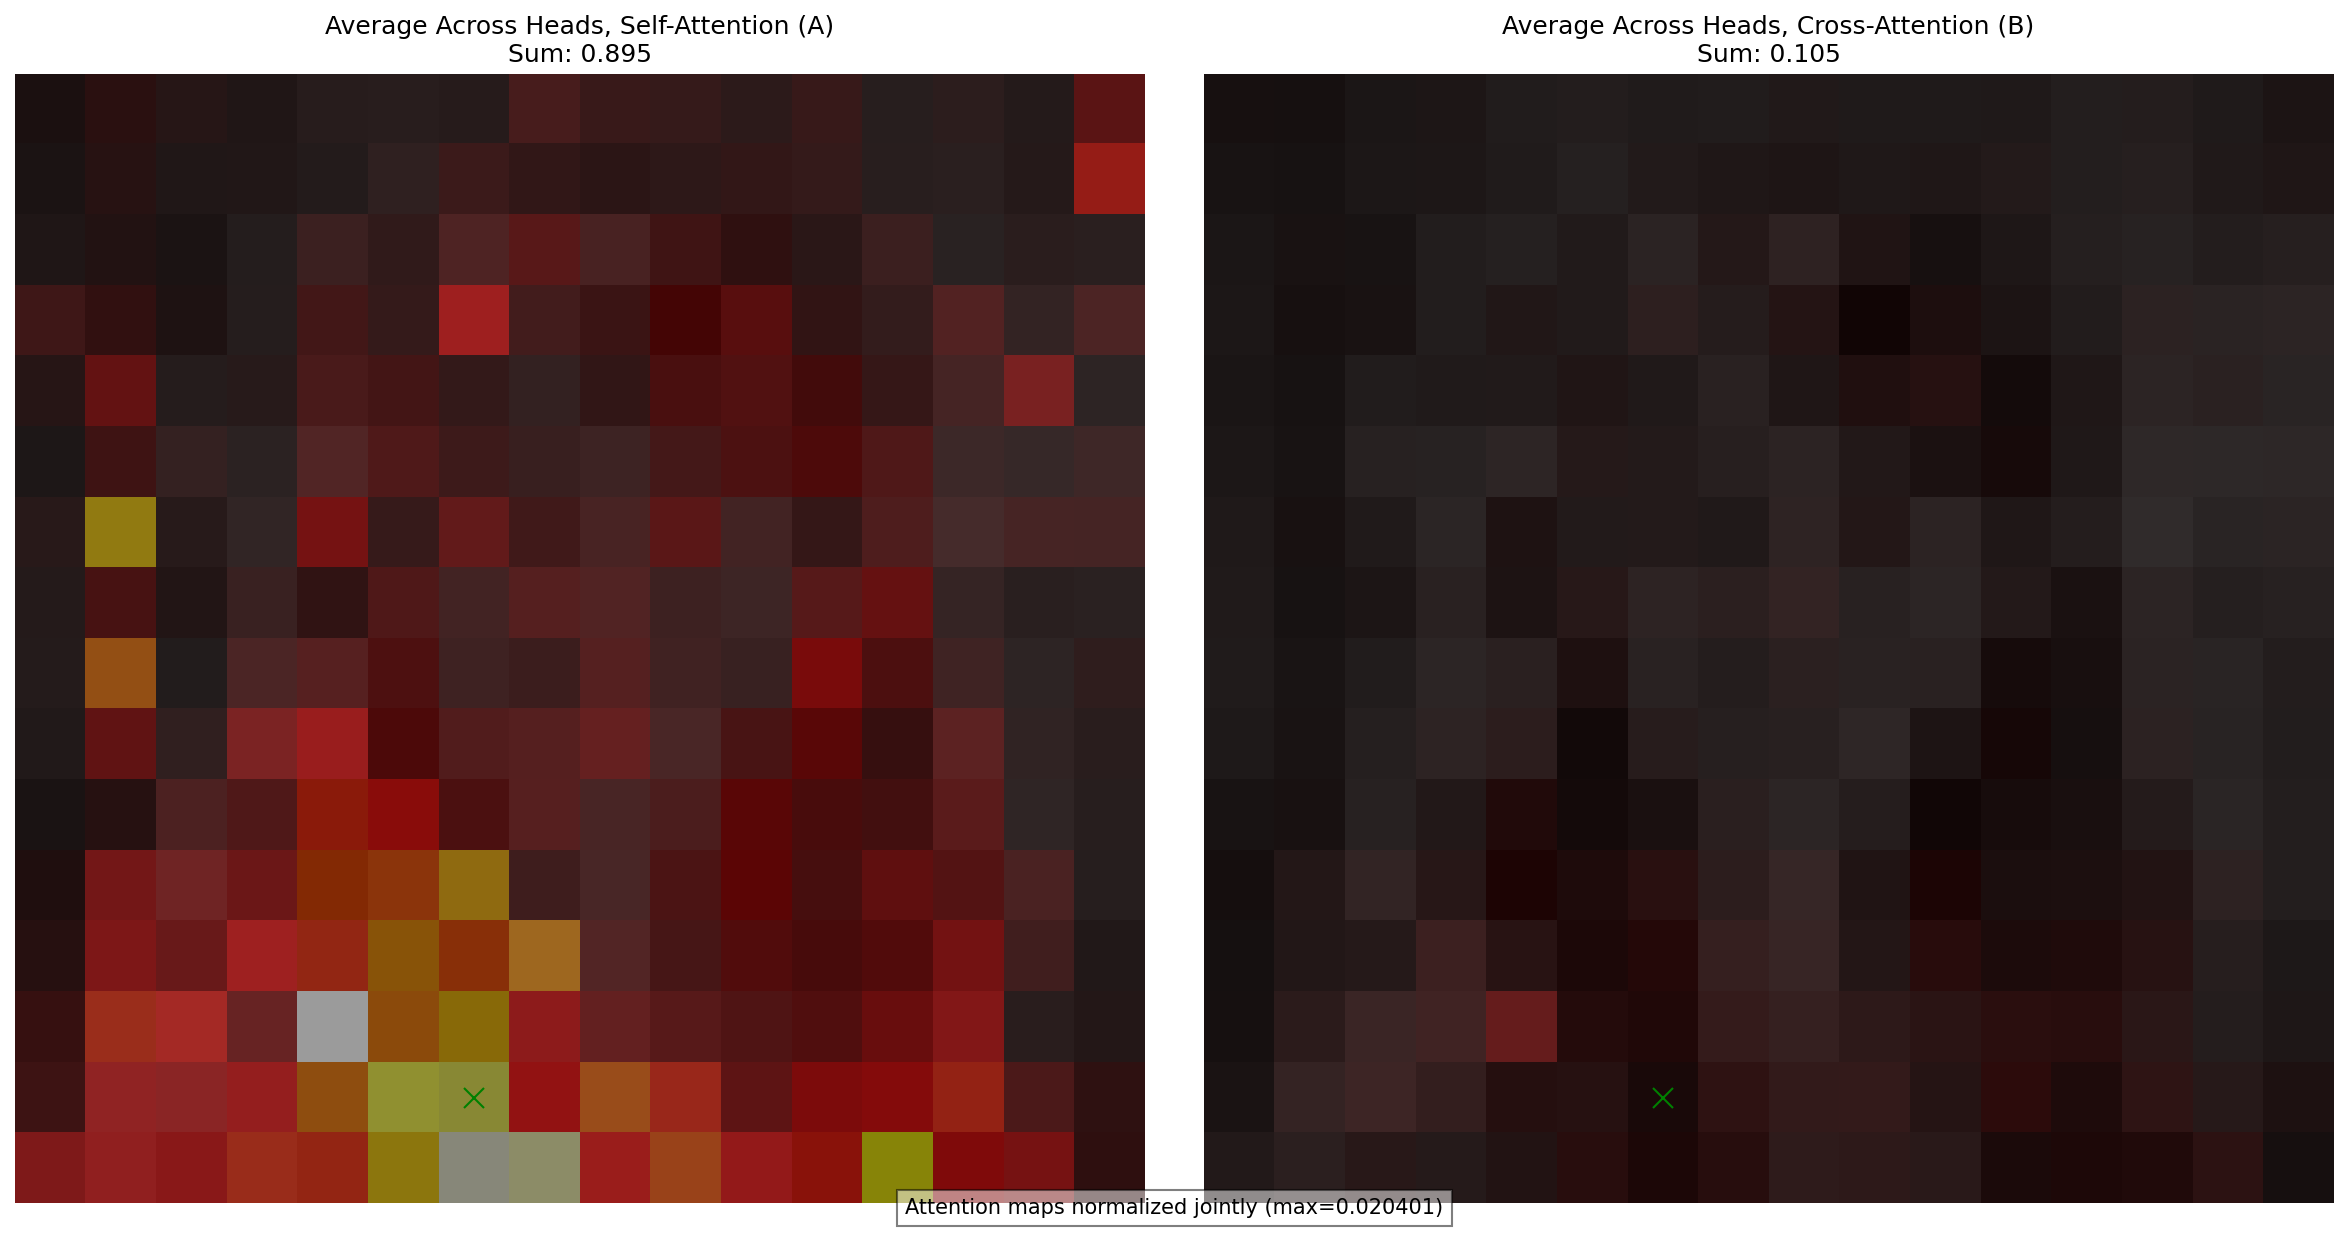 Average Across Heads, Self-Attention (A)
Sum: 0.895
Average Across Heads, Cross-Attention (B)
Sum: 0.105
Attention maps normalized jointly (max=0.020401)